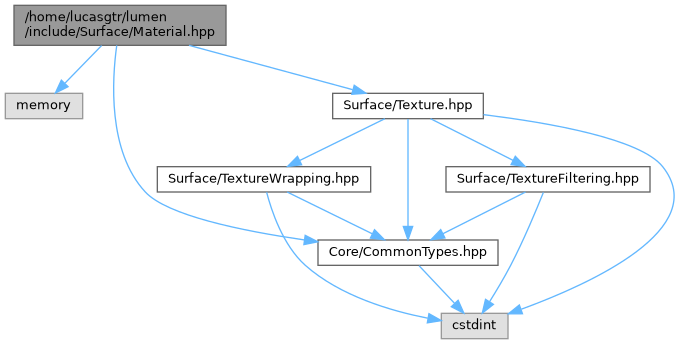 /home/lucasgtr/lumen
/include/Surface/Material.hpp
memory
Surface/Texture.hpp
Surface/TextureWrapping.hpp
Surface/TextureFiltering.hpp
Core/CommonTypes.hpp
cstdint